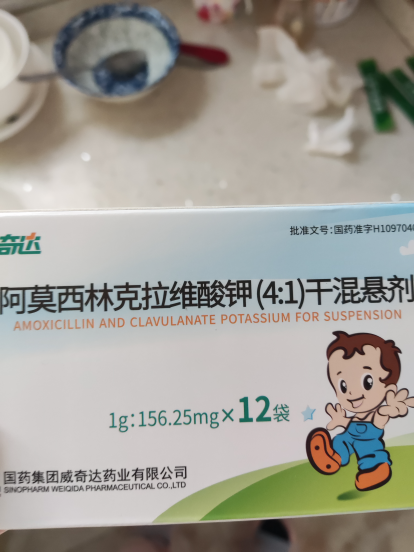 奇达
批准文号:国药准字H1097040
阿莫西林克拉维酸钾(4:1)干混悬剂
AMOXICILLIN AND CLAVULANATE POTASSIUM FOR SUSPENSION
1g:156.25mg×12袋
国药集团威奇达药业有限公司
SINOPHARM WEIQIDA PHARMACEUTICAL CO.,LTD